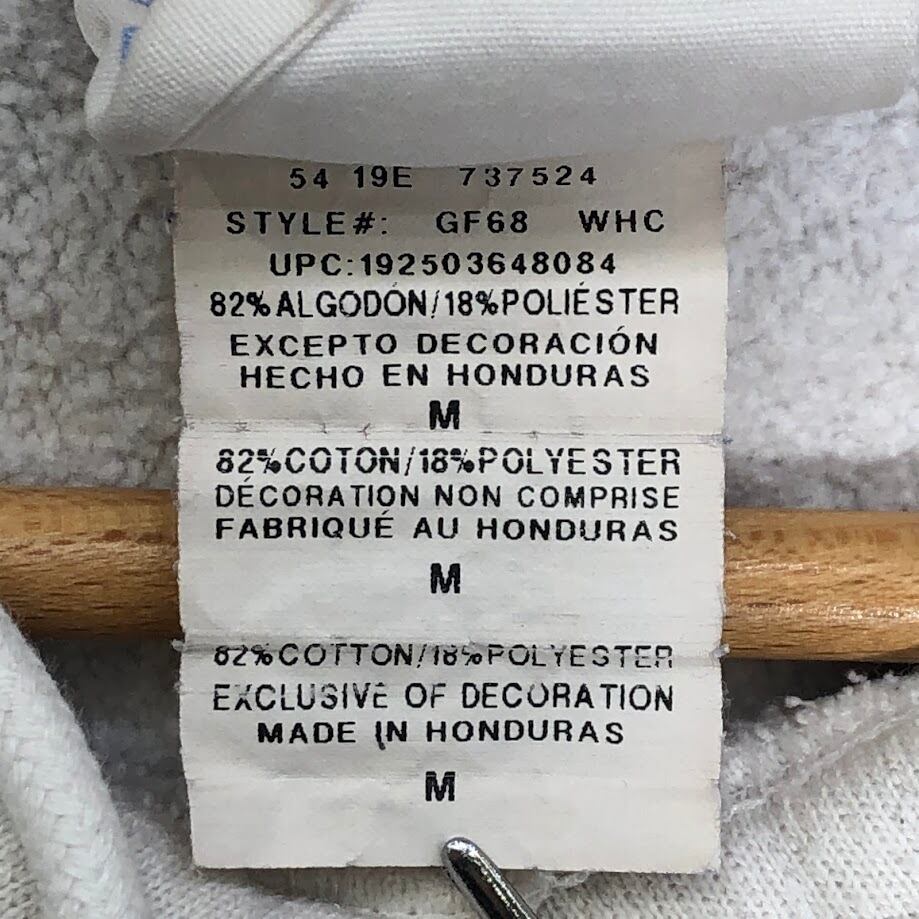 54 19E 737524
STYLE#: GF68 WHC
UPC:192503648084
82%ALGODÓN/18%POLIÉSTER
EXCEPTO DECORACIÓN
HECHO EN HONDURAS
M
82%COTON/18%POLYESTER
DÉCORATION NON COMPRISE
FABRIQUÉ AU HONDURAS
M
82%COTTON/18%POLYESTER
EXCLUSIVE OF DECORATION
MADE IN HONDURAS
M